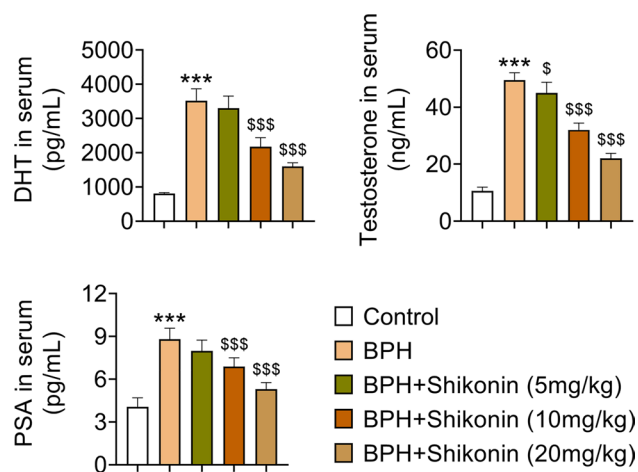 DHT in serum
(pg/mL)
5000
4000
3000
2000
1000
0
***
$$$
$$$
Testosterone in serum
(ng/mL)
60
40
20
0
***
$
$$$
$$$
PSA in serum
(pg/mL)
12
9
6
3
0
***
$$$
$$$
Control
BPH
BPH+Shikonin (5mg/kg)
BPH+Shikonin (10mg/kg)
BPH+Shikonin (20mg/kg)